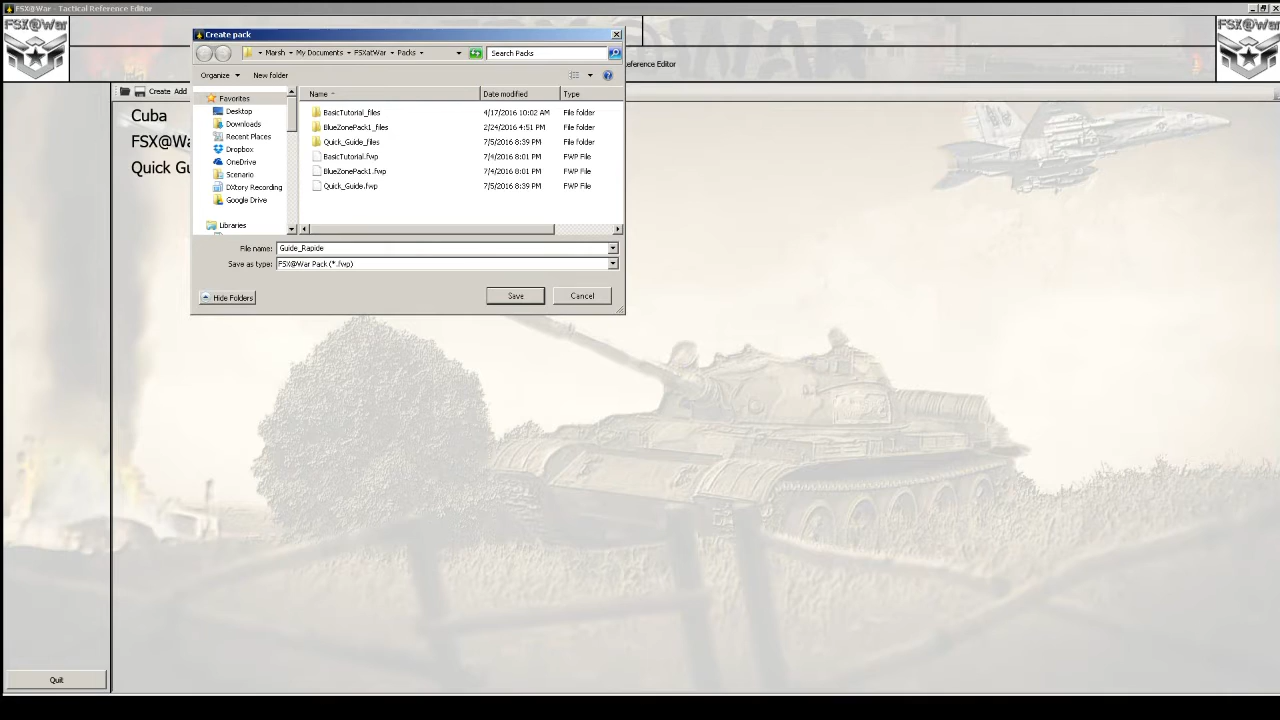 FSX@War - Tactical Reference Editor
FSX@War
FSX@War
Reference Editor
Create Add
Cuba
FSX@Wa
Quick Gu
Create pack
Marsh ▸ My Documents ▸ FSXatWar ▸ Packs ▸
Search Packs
Organize
New folder
Name
Date modified
Type
Favorites
Desktop
Downloads
Recent Places
Dropbox
OneDrive
Scenario
DXtory Recording
Google Drive
Libraries
BasicTutorial_files 4/17/2016 10:02 AM File folder
BlueZonePack1_files 2/24/2016 4:51 PM File folder
Quick_Guide_files 7/5/2016 8:39 PM File folder
BasicTutorial.fwp 7/4/2016 8:01 PM FWP File
BlueZonePack1.fwp 7/4/2016 8:01 PM FWP File
Quick_Guide.fwp 7/5/2016 8:39 PM FWP File
File name: Guide_Rapide
Save as type: FSX@War Pack (*.fwp)
Hide Folders
Save
Cancel
Quit